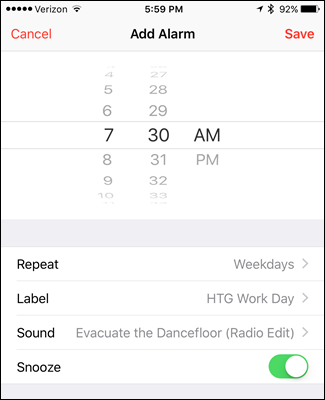 Verizon 5:59 PM 92%
Cancel Add Alarm Save
4 27
5 28
6 29
7 30 AM
8 31 PM
9 32
10 33
Repeat Weekdays
Label HTG Work Day
Sound Evacuate the Dancefloor (Radio Edit)
Snooze